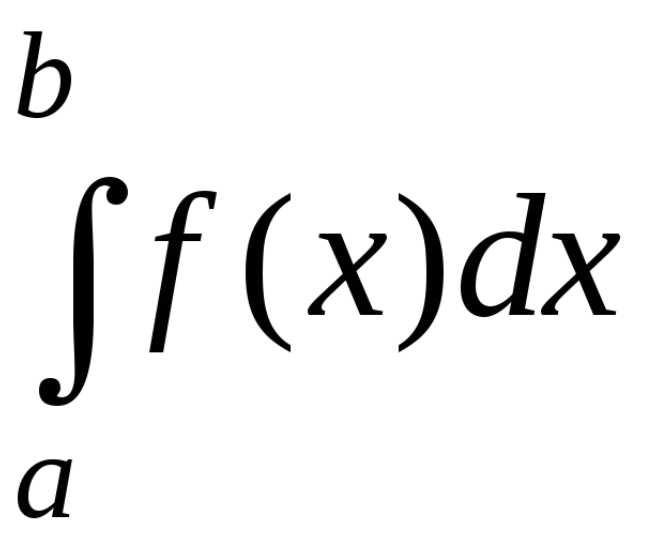 b
∫ f (x)dx
a